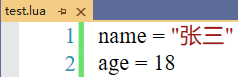 test.lua
1 name = "张三"
2 age = 18